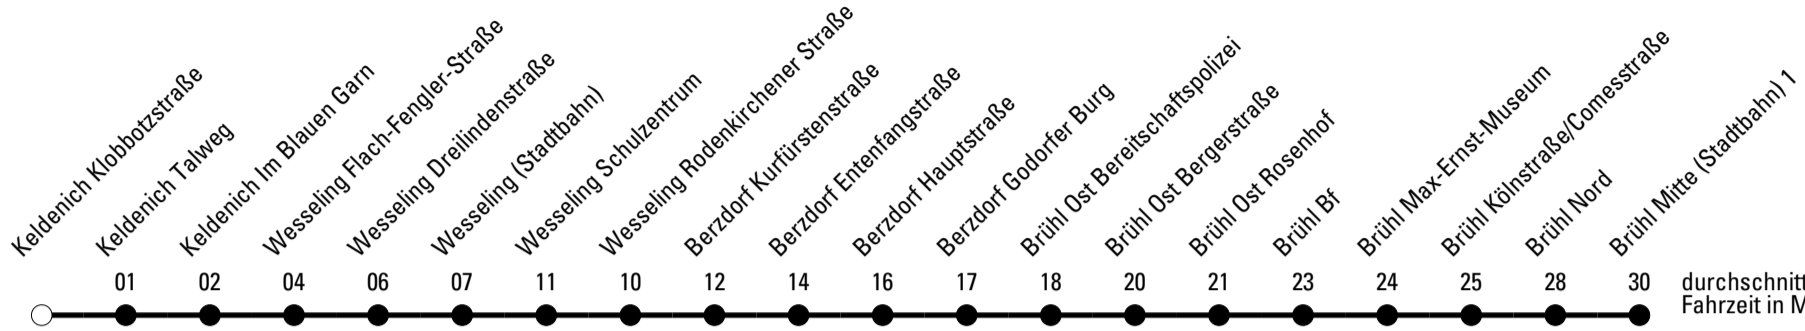 Keldenich Klobbotzstraße
Keldenich Talweg
Keldenich Im Blauen Garn
Wesseling Flach-Fengler-Straße
Wesseling Dreilindenstraße
Wesseling (Stadtbahn)
Wesseling Schulzentrum
Wesseling Rodenkirchener Straße
Berzdorf Kurfürstenstraße
Berzdorf Entenfangstraße
Berzdorf Hauptstraße
Berzdorf Godorfer Burg
Brühl Ost Bereitschaftspolizei
Brühl Ost Bergerstraße
Brühl Ost Rosenhof
Brühl Bf
Brühl Max-Ernst-Museum
Brühl Kölnstraße/Comesstraße
Brühl Nord
Brühl Mitte (Stadtbahn) 1
01 02 04 06 07 11 10 12 14 16 17 18 20 21 23 24 25 28 30 durchschnitt
Fahrzeit in M